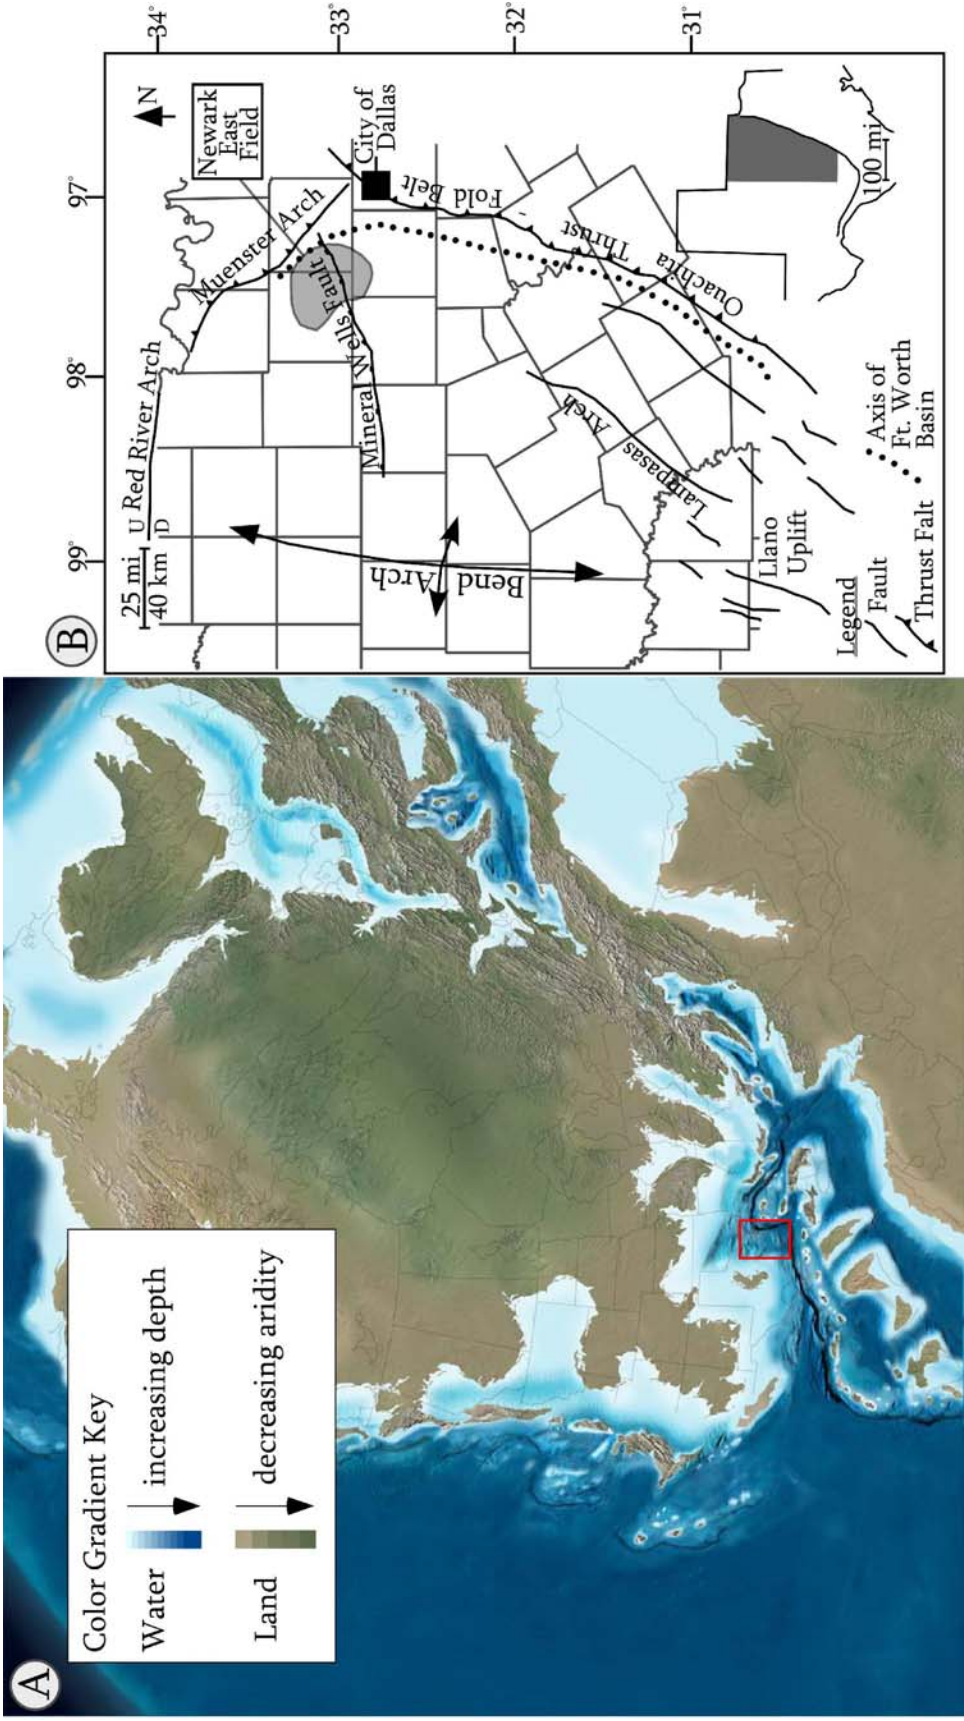 A
Color Gradient Key
Water
increasing depth
Land
decreasing aridity
B
25 mi
40 km
U
D
Red River Arch
Muenster Arch
Newark
East
Field
N
City of
Dallas
Mineral Wells Fault
Bend
Arch
Lampasas
Arch
Ouachita
Thrust
Fold Belt
Llano
Uplift
Legend
Fault
Thrust Falt
Axis of
Ft. Worth
Basin
100 mi
99°
98°
97°
34°
33°
32°
31°